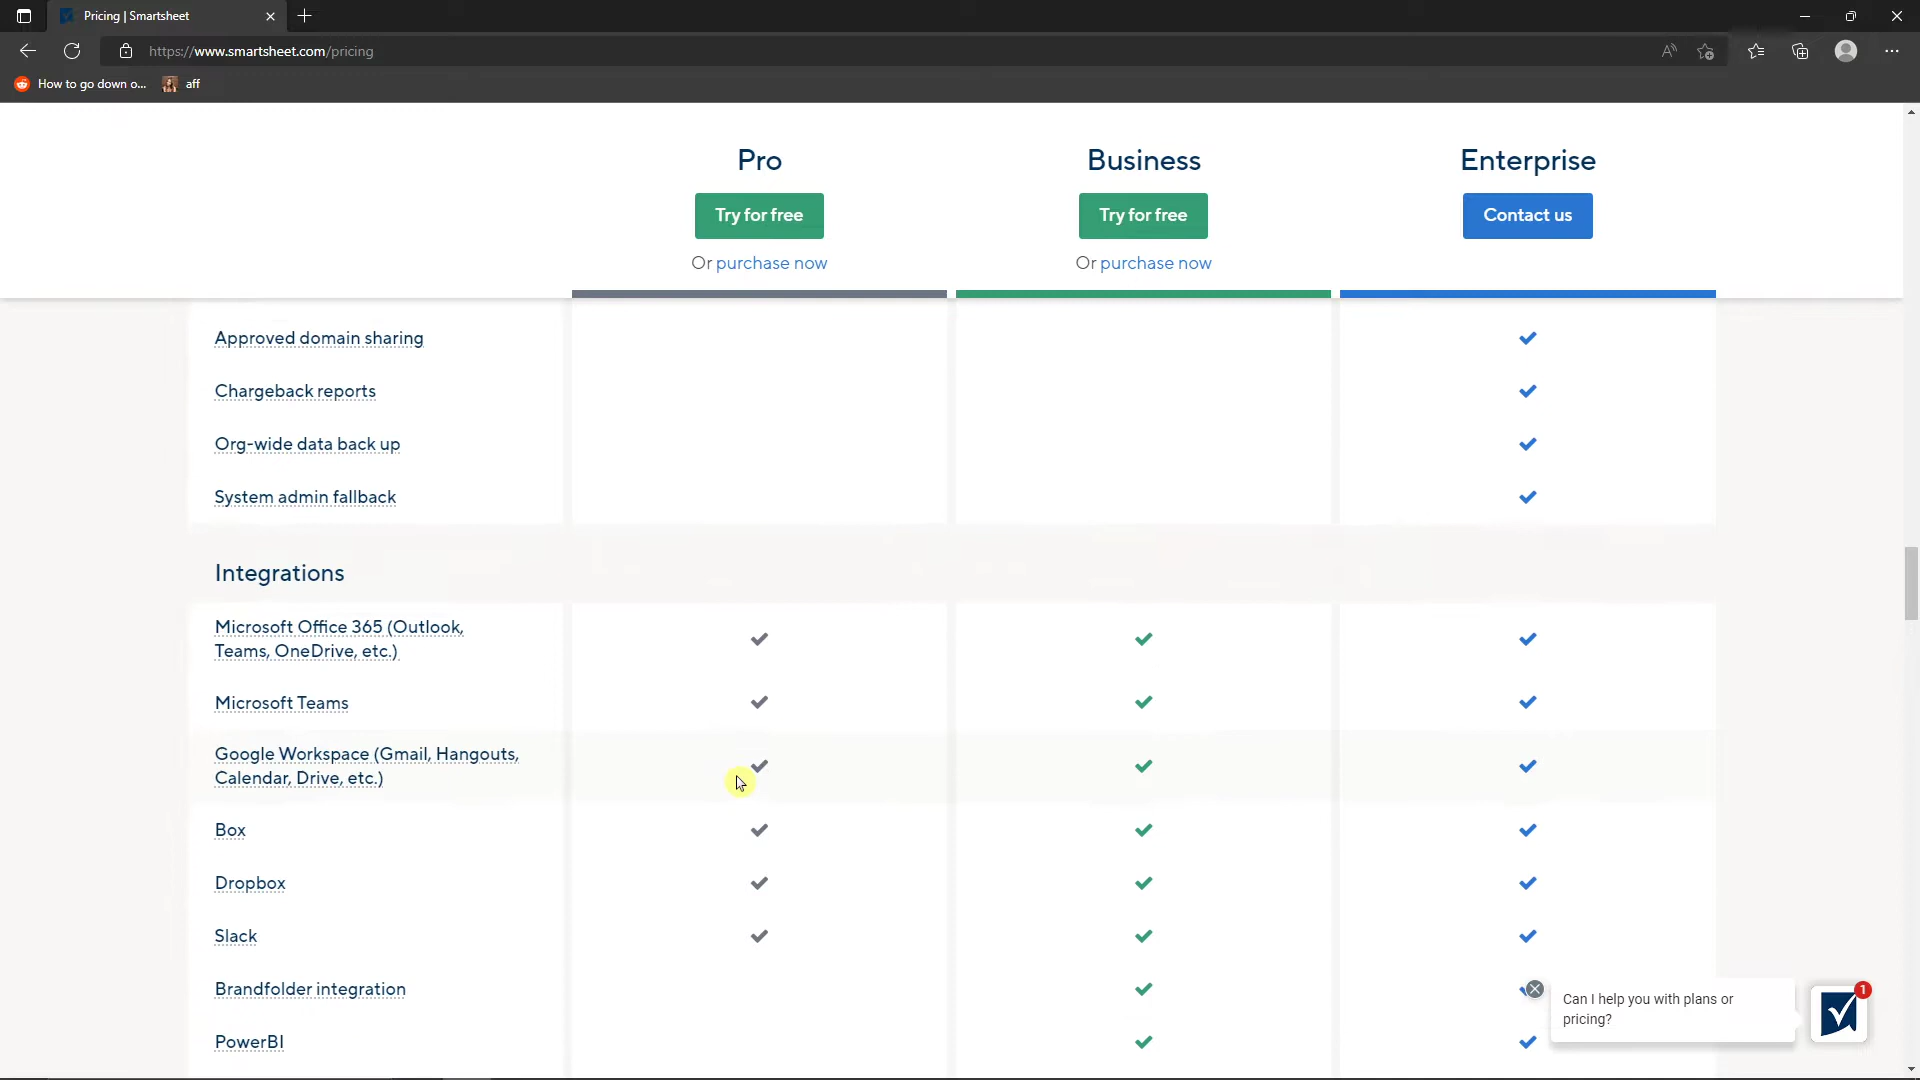 Pricing | Smartsheet
https://www.smartsheet.com/pricing
How to go down o... aff
Pro Business Enterprise
Try for free Try for free Contact us
Or purchase now Or purchase now
Approved domain sharing
Chargeback reports
Org-wide data back up
System admin fallback
Integrations
Microsoft Office 365 (Outlook,
Teams, OneDrive, etc.)
Microsoft Teams
Google Workspace (Gmail, Hangouts,
Calendar, Drive, etc.)
Box
Dropbox
Slack
Brandfolder integration
PowerBI
Can I help you with plans or
pricing?
1